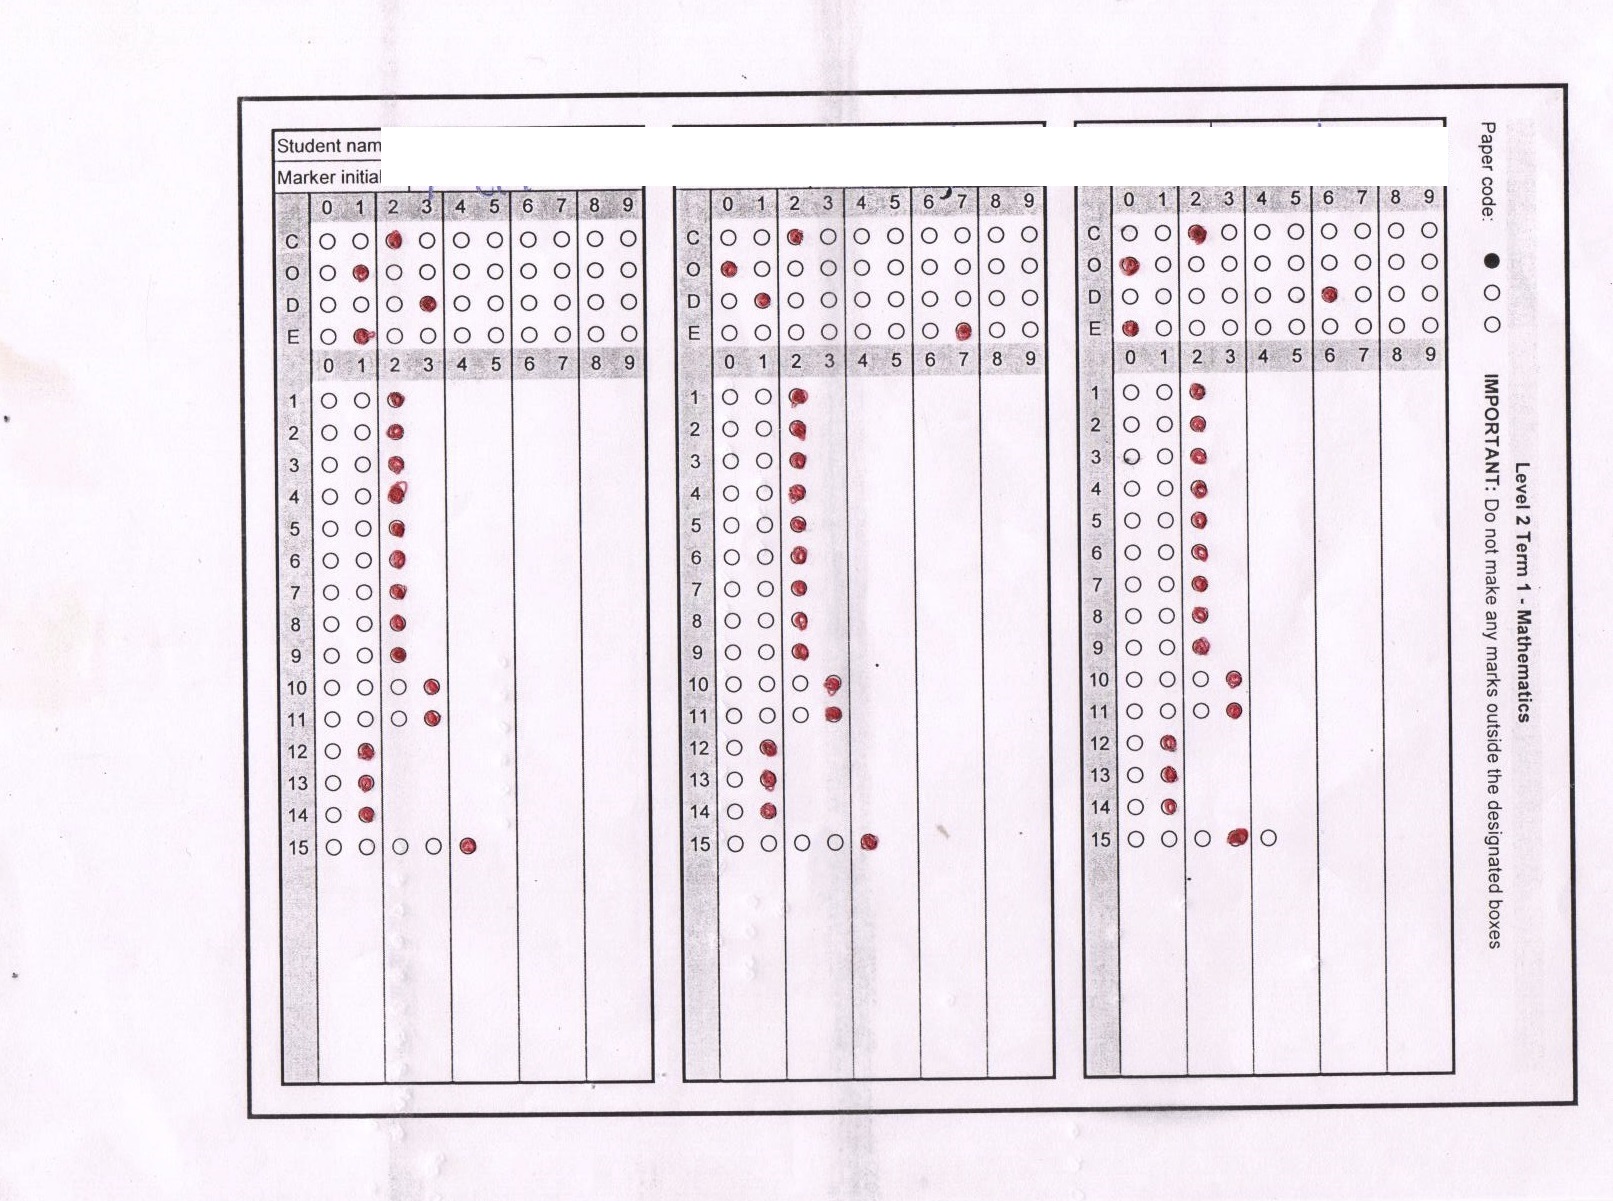 Student nam
Marker initial
0 1 2 3 4 5 6 7 8 9
C
O
D
E
0 1 2 3 4 5 6 7 8 9
1
2
3
4
5
6
7
8
9
10
11
12
13
14
15
0 1 2 3 4 5 6 7 8 9
C
O
D
E
0 1 2 3 4 5 6 7 8 9
1
2
3
4
5
6
7
8
9
10
11
12
13
14
15
0 1 2 3 4 5 6 7 8 9
C
O
D
E
0 1 2 3 4 5 6 7 8 9
1
2
3
4
5
6
7
8
9
10
11
12
13
14
15
Level 2 Term 1 - Mathematics
Paper code: IMPORTANT: Do not make any marks outside the designated boxes